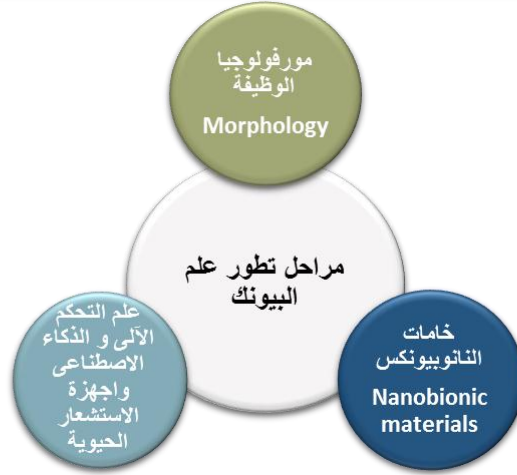 مورفولوجيا
الوظيفة
Morphology
مراحل تطور علم
البيونك
علم التحكم
الآلى و الذكاء
الاصطناعى
واجهزة
الاستشعار
الحيوية
خامات
النانوبيونكس
Nanobionic
materials